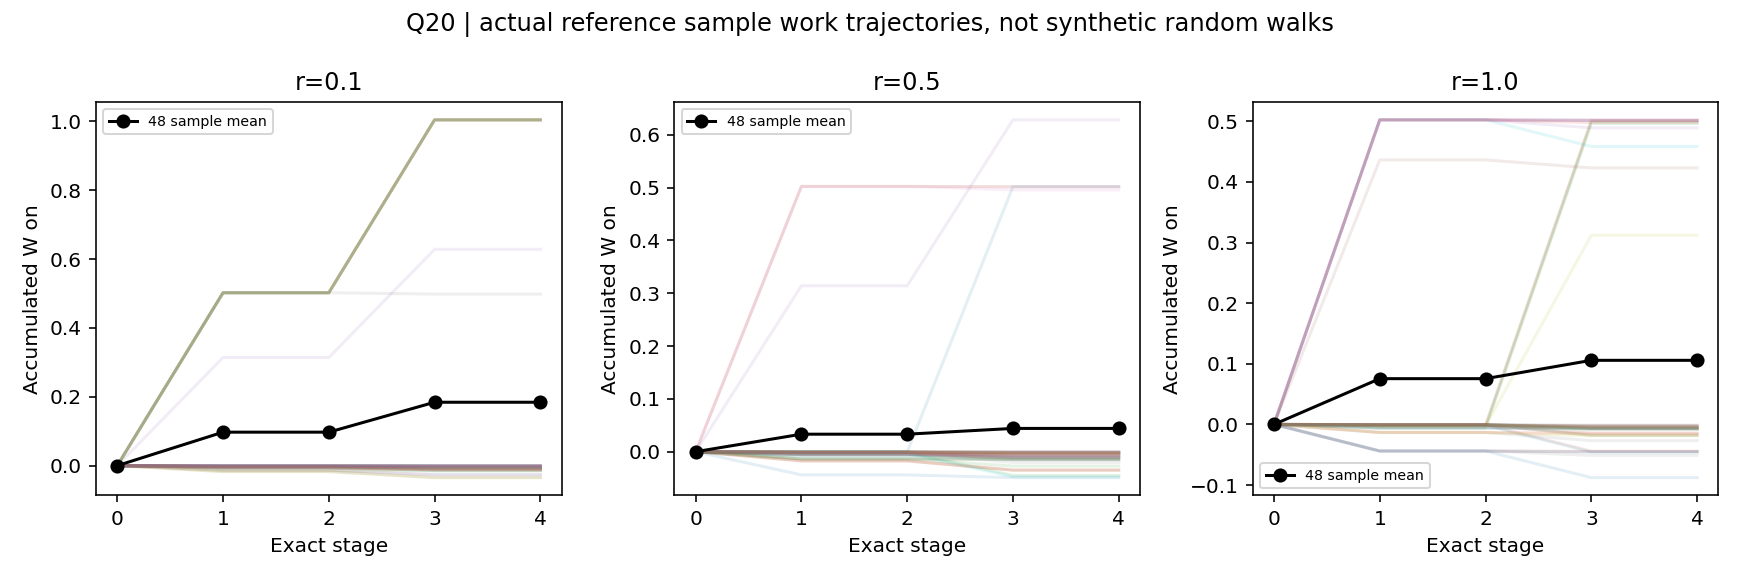 Q20 | actual reference sample work trajectories, not synthetic random walks
r=0.1
48 sample mean
Accumulated W on
1.0
0.8
0.6
0.4
0.2
0.0
0 1 2 3 4
Exact stage
r=0.5
48 sample mean
Accumulated W on
0.6
0.5
0.4
0.3
0.2
0.1
0.0
0 1 2 3 4
Exact stage
r=1.0
Accumulated W on
0.5
0.4
0.3
0.2
0.1
0.0
−0.1
48 sample mean
0 1 2 3 4
Exact stage